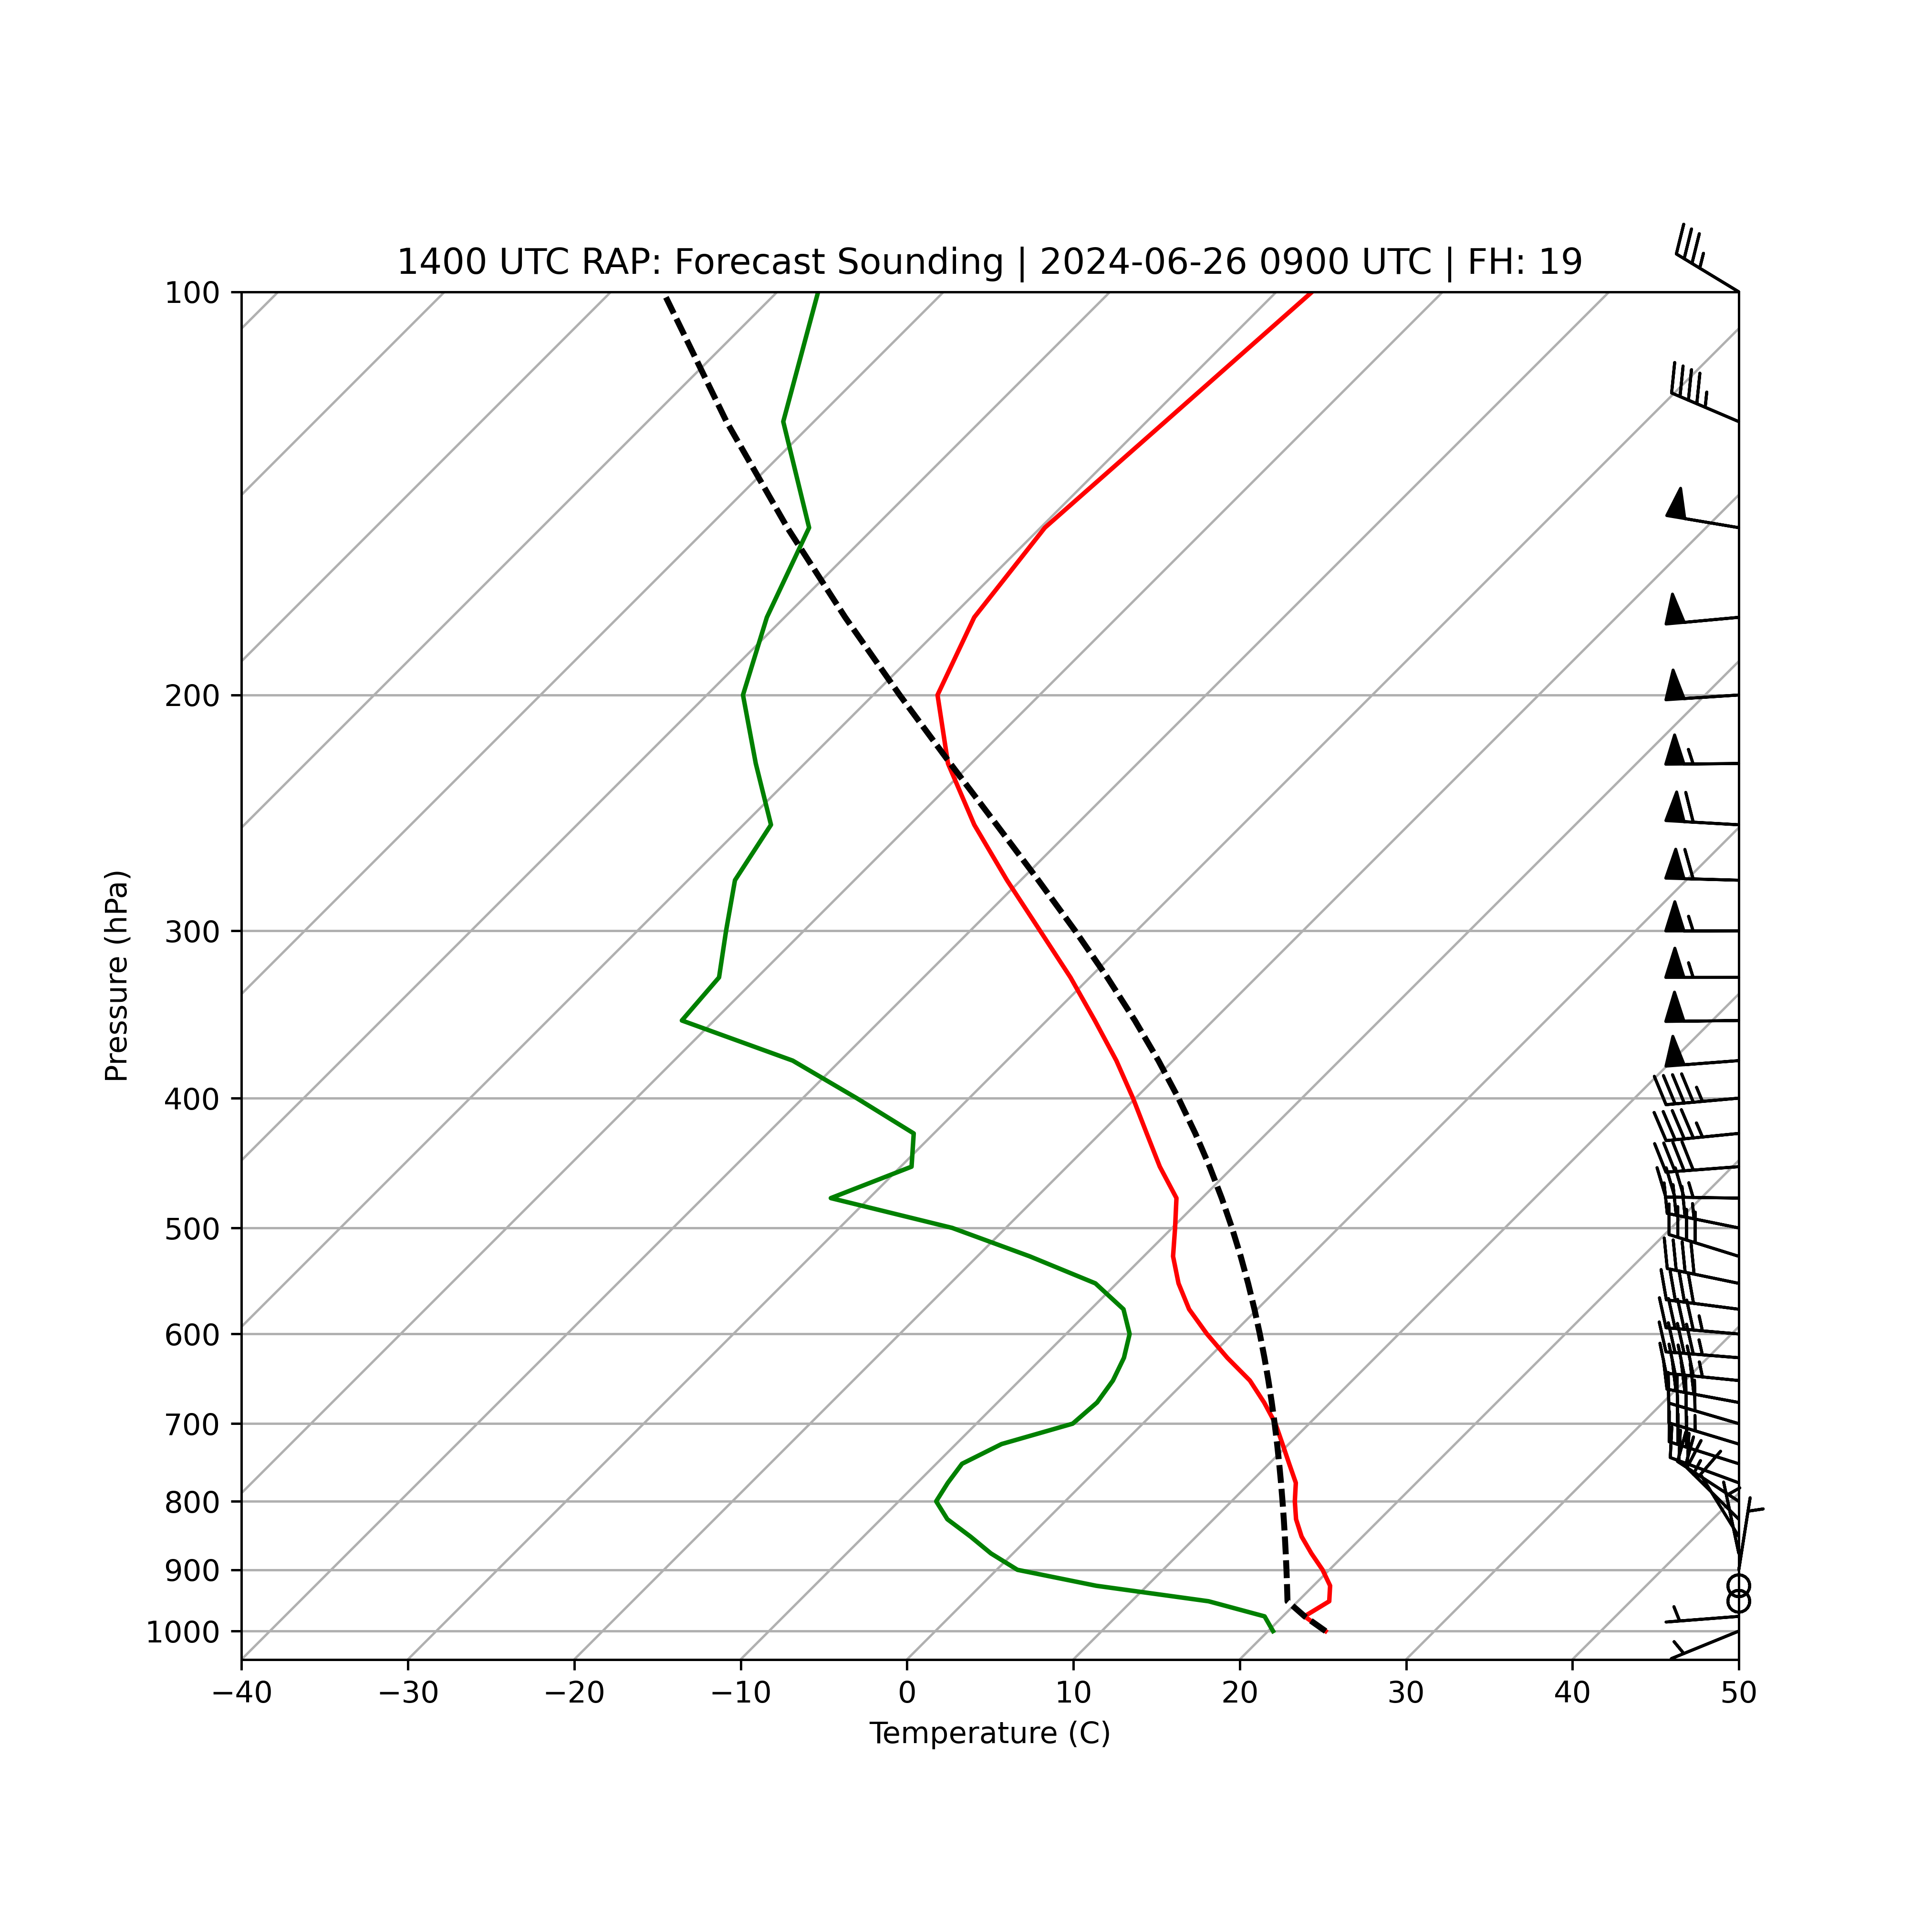 1400 UTC RAP: Forecast Sounding | 2024-06-26 0900 UTC | FH: 19
100
200
300
400
500
600
700
800
900
1000
Pressure (hPa)
−40 −30 −20 −10 0 10 20 30 40 50
Temperature (C)